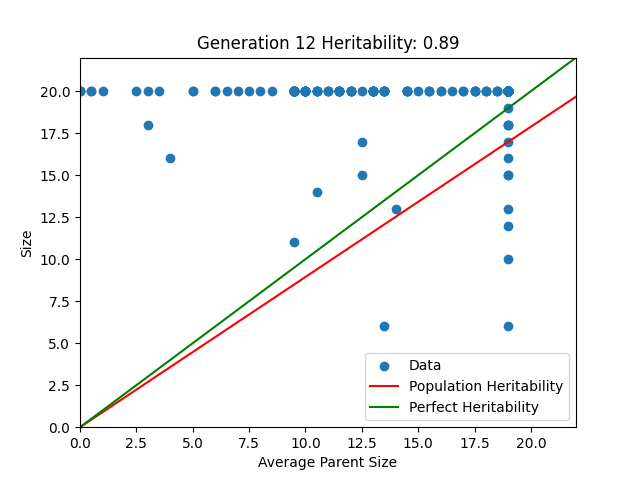 Generation 12 Heritability: 0.89
20.0
17.5
15.0
12.5
10.0
7.5
5.0
2.5
0.0
Size
0.0 2.5 5.0 7.5 10.0 12.5 15.0 17.5 20.0
Average Parent Size
Data
Population Heritability
Perfect Heritability